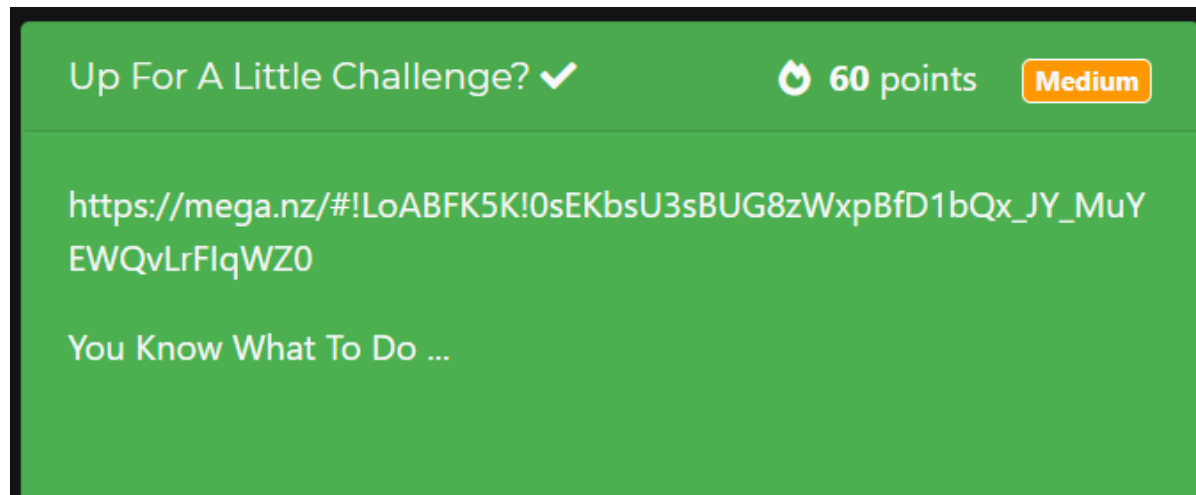 Up For A Little Challenge? ✔ 60 points Medium
https://mega.nz/#!LoABFK5K!0sEKbsU3sBUG8zWxpBfD1bQx_JY_MuY
EWQvLrFIqWZ0
You Know What To Do ...